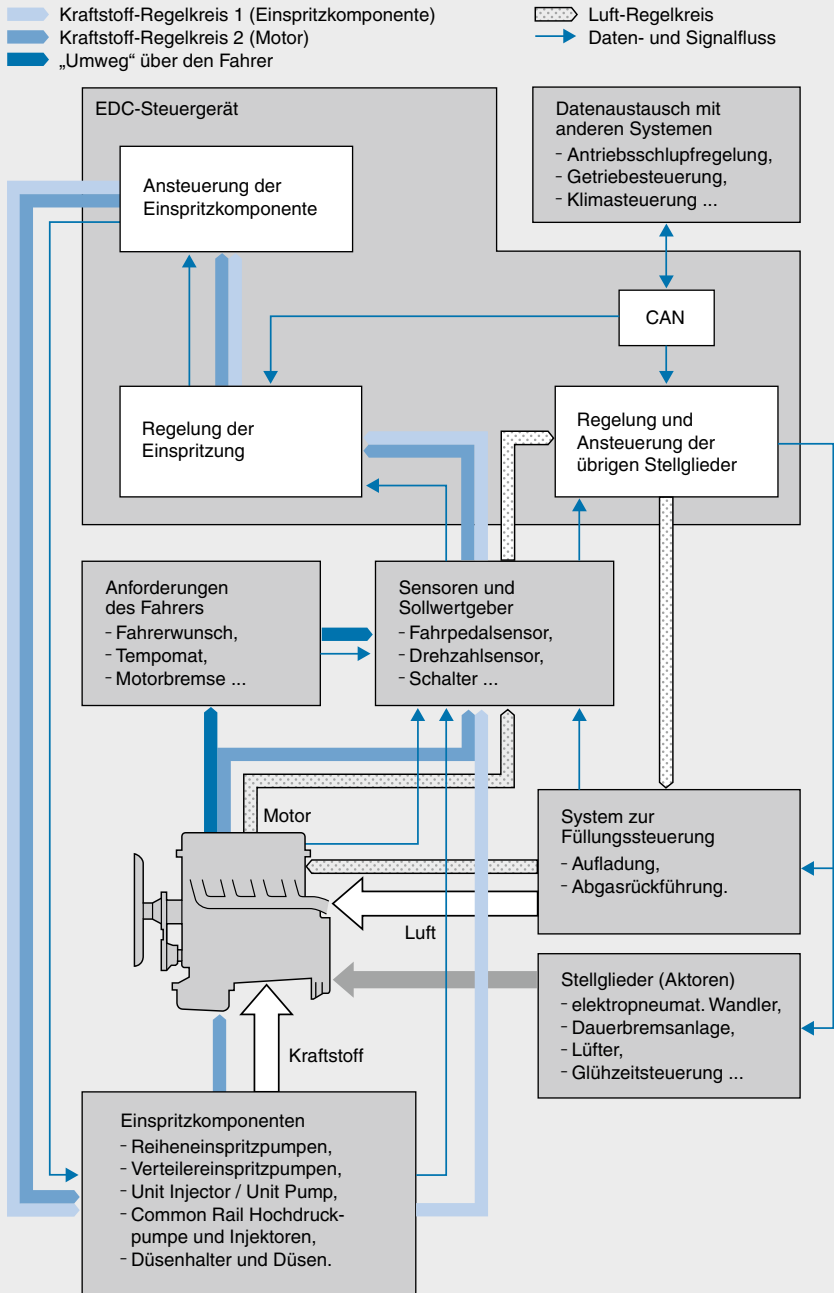 Kraftstoff-Regelkreis 1 (Einspritzkomponente)
Kraftstoff-Regelkreis 2 (Motor)
„Umweg“ über den Fahrer
Luft-Regelkreis
Daten- und Signalfluss
EDC-Steuergerät
Ansteuerung der
Einspritzkomponente
Datenaustausch mit
anderen Systemen
- Antriebsschlupfregelung,
- Getriebesteuerung,
- Klimasteuerung ...
CAN
Regelung der
Einspritzung
Regelung und
Ansteuerung der
übrigen Stellglieder
Anforderungen
des Fahrers
- Fahrerwunsch,
- Tempomat,
- Motorbremse ...
Sensoren und
Sollwertgeber
- Fahrpedalsensor,
- Drehzahlsensor,
- Schalter ...
Motor
System zur
Füllungssteuerung
- Aufladung,
- Abgasrückführung.
Luft
Stellglieder (Aktoren)
- elektropneumat. Wandler,
- Dauerbremsanlage,
- Lüfter,
- Glühzeitsteuerung ...
Kraftstoff
Einspritzkomponenten
- Reiheneinspritzpumpen,
- Verteilereinspritzpumpen,
- Unit Injector / Unit Pump,
- Common Rail Hochdruck-
pumpe und Injektoren,
- Düsenhalter und Düsen.